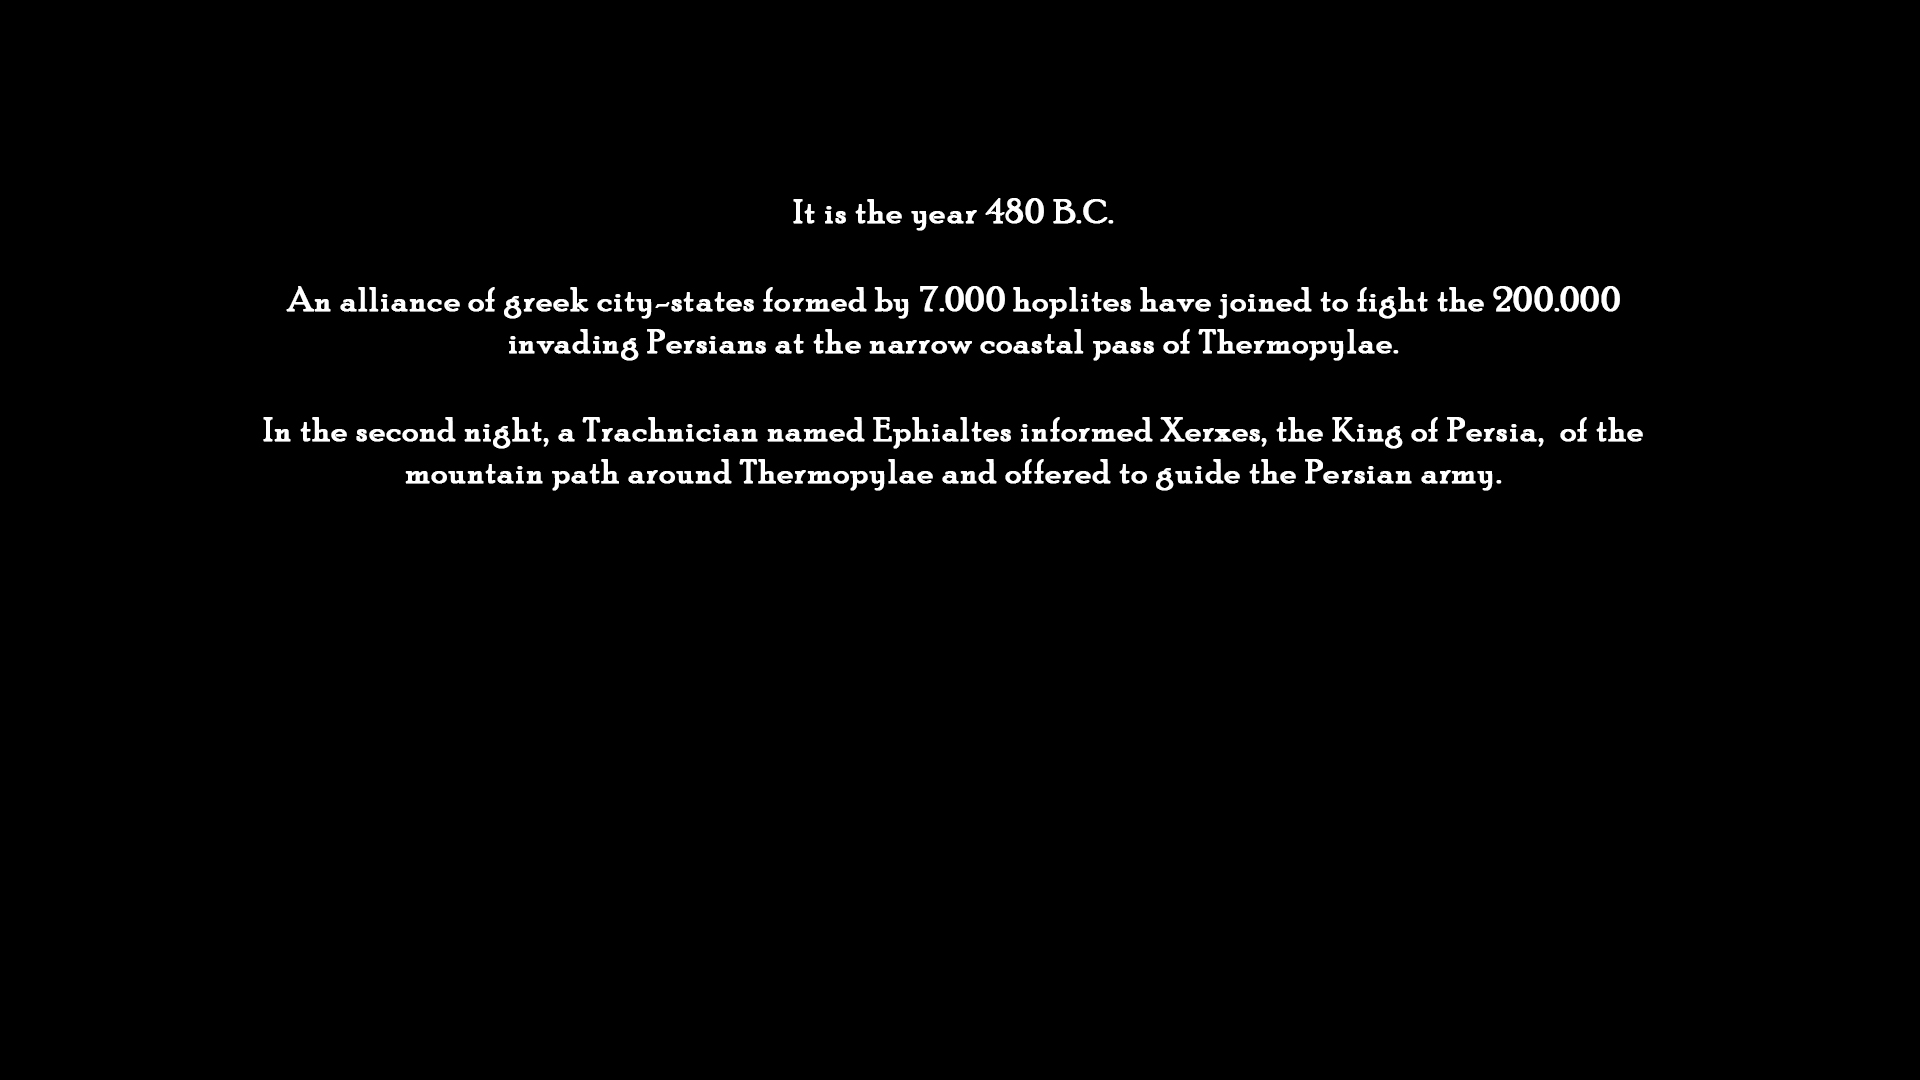 It is the year 480 B.C.
An alliance of greek city-states formed by 7.000 hoplites have joined to fight the 200.000
invading Persians at the narrow coastal pass of Thermopylae.
In the second night, a Trachnician named Ephialtes informed Xerxes, the King of Persia,  of the
mountain path around Thermopylae and offered to guide the Persian army.